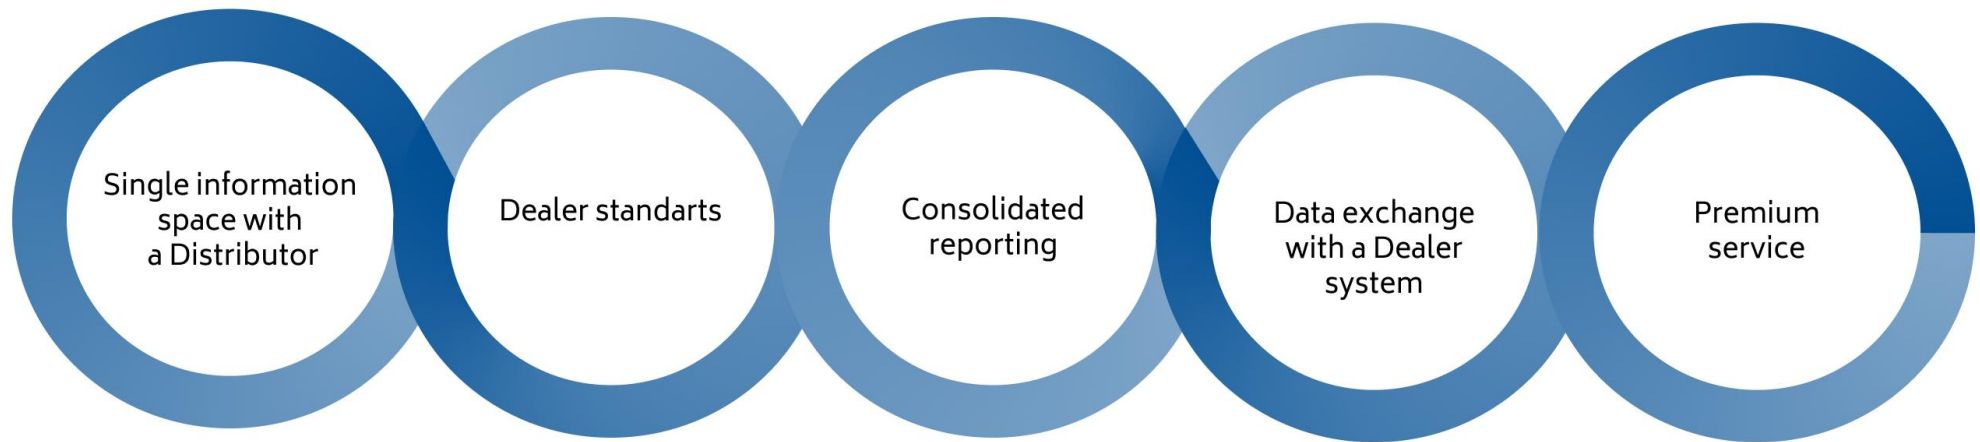 Single information
space with
a Distributor
Dealer standarts
Consolidated
reporting
Data exchange
with a Dealer
system
Premium
service